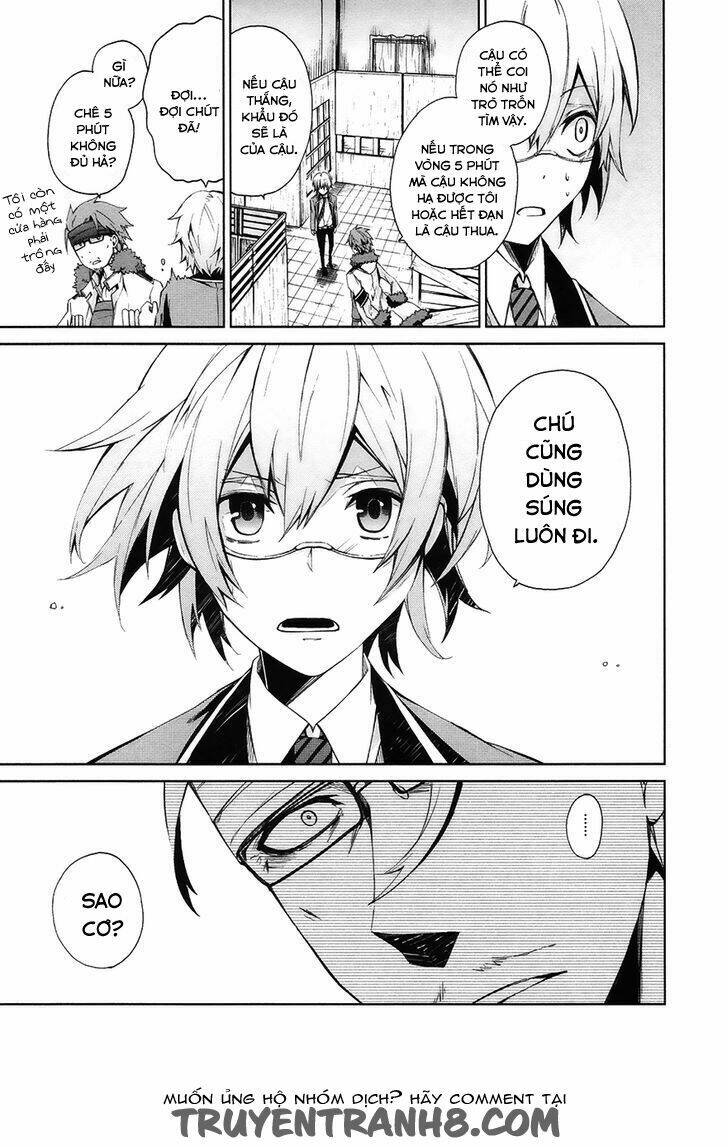 CẬU CÓ
THỂ COI
NÓ NHƯ
TRÒ TRỐN
TÌM VẬY.
NẾU TRONG
VÒNG 5 PHÚT
MÀ CẬU KHÔNG
HẠ ĐƯỢC TÔI
HOẶC HẾT ĐẠN
LÀ CẬU THUA.
NẾU CẬU
THẮNG,
KHẨU ĐÓ
SẼ LÀ
CỦA CẬU.
ĐỢI...
ĐỢI CHÚT
ĐÃ!
GÌ
NỮA?
CHÊ 5
PHÚT
KHÔNG
ĐỦ HẢ?
Tôi còn
có một
cửa hàng
phải
trông
đấy
CHÚ
CŨNG
DÙNG
SÚNG
LUÔN ĐI.
.......
SAO
CƠ?
MUỐN ỦNG HỘ NHÓM DỊCH? HÃY COMMENT TẠI
TRUYENTRANH8.COM